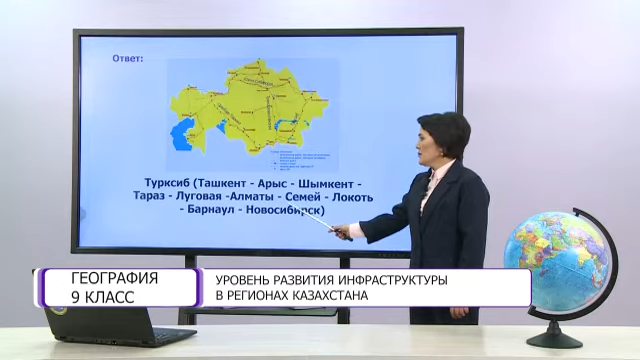 Ответ:
Турксиб (Ташкент - Арыс - Шымкент -
Тараз - Луговая -Алматы - Семей - Локоть
- Барнаул - Новосибирск)
ГЕОГРАФИЯ
9 КЛАСС
УРОВЕНЬ РАЗВИТИЯ ИНФРАСТРУКТУРЫ
В РЕГИОНАХ КАЗАХСТАНА